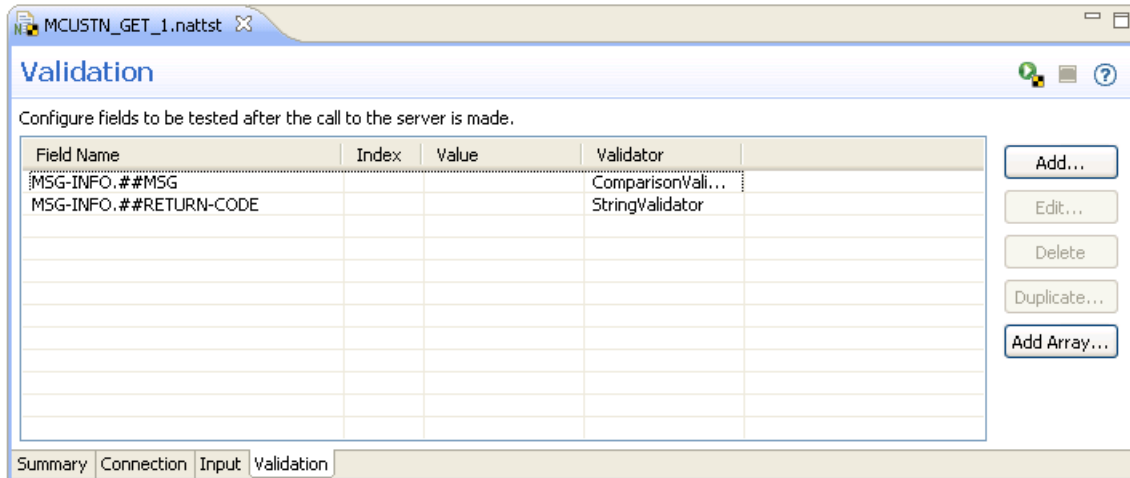 MCUSTN_GET_1.nattst
Validation
Configure fields to be tested after the call to the server is made.
Field Name Index Value Validator
MSG-INFO.##MSG ComparisonVali...
MSG-INFO.##RETURN-CODE StringValidator
Add...
Edit...
Delete
Duplicate...
Add Array...
Summary Connection Input Validation